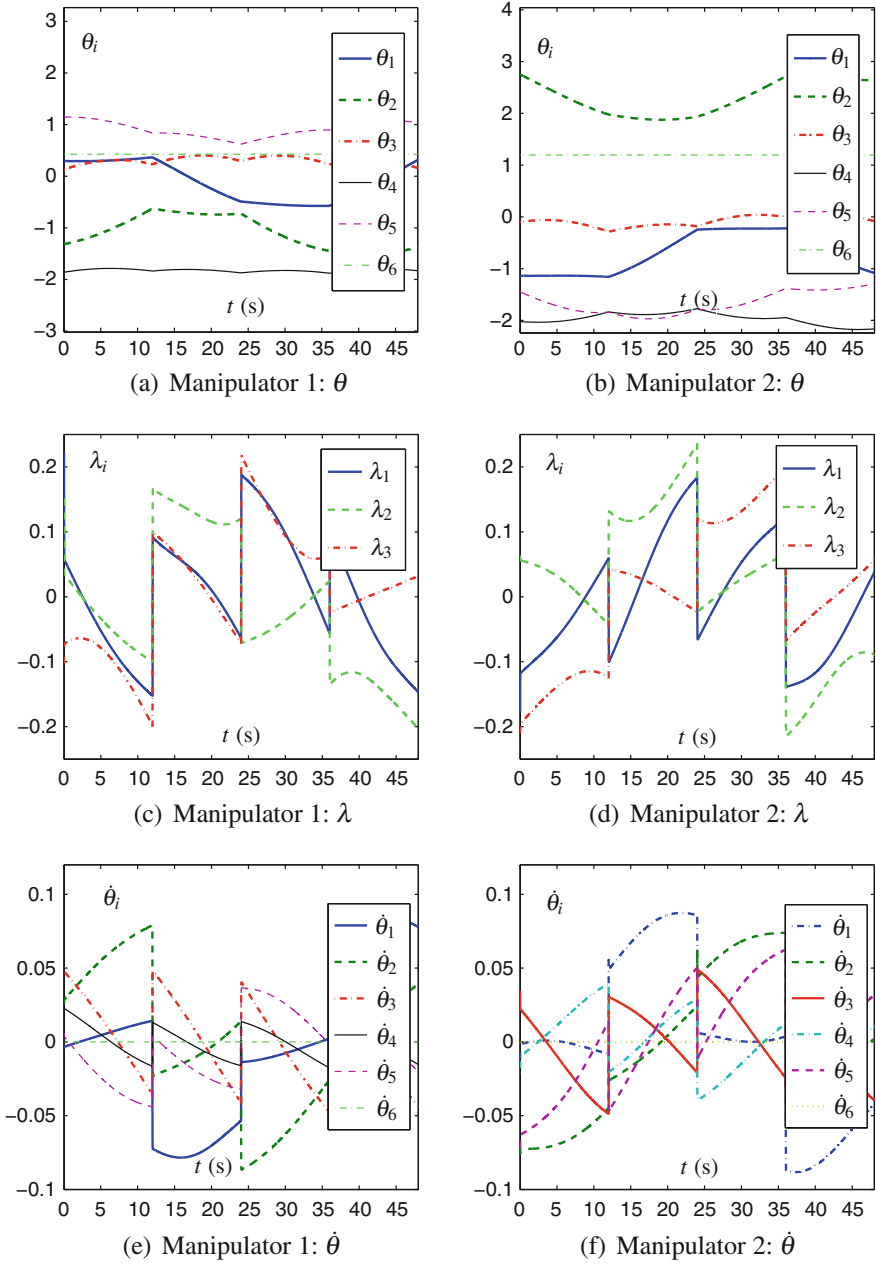 θᵢ
θ₁
θ₂
θ₃
θ₄
θ₅
θ₆
3
2
1
0
−1
−2
−3
t (s)
0 5 10 15 20 25 30 35 40 45
(a) Manipulator 1: θ
θᵢ
θ₁
θ₂
θ₃
θ₄
θ₅
θ₆
4
3
2
1
0
−1
−2
t (s)
0 5 10 15 20 25 30 35 40 45
(b) Manipulator 2: θ
λᵢ
λ₁
λ₂
λ₃
0.2
0.1
0
−0.1
−0.2
t (s)
0 5 10 15 20 25 30 35 40 45
(c) Manipulator 1: λ
λᵢ
λ₁
λ₂
λ₃
0.2
0.1
0
−0.1
−0.2
t (s)
0 5 10 15 20 25 30 35 40 45
(d) Manipulator 2: λ
θ̇ᵢ
θ̇₁
θ̇₂
θ̇₃
θ̇₄
θ̇₅
θ̇₆
0.1
0.05
0
−0.05
−0.1
t (s)
0 5 10 15 20 25 30 35 40 45
(e) Manipulator 1: θ̇
θ̇ᵢ
θ̇₁
θ̇₂
θ̇₃
θ̇₄
θ̇₅
θ̇₆
0.1
0.05
0
−0.05
−0.1
t (s)
0 5 10 15 20 25 30 35 40 45
(f) Manipulator 2: θ̇